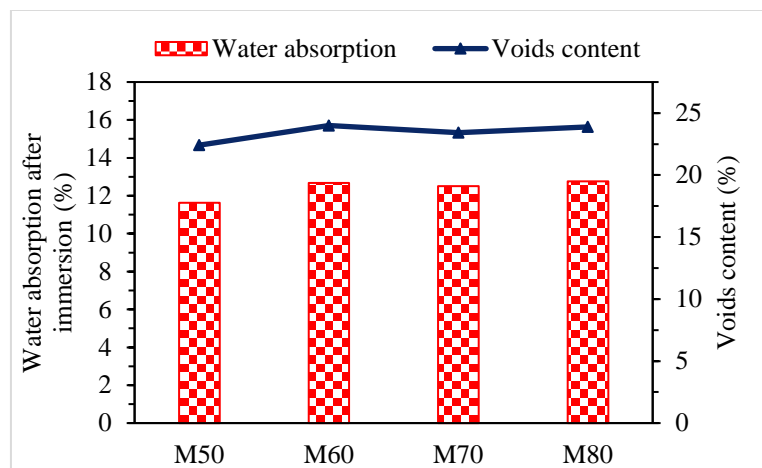 Water absorption
Voids content
18
16
14
12
10
8
6
4
2
0
Water absorption after
immersion (%)
25
20
15
10
5
0
Voids content (%)
M50
M60
M70
M80